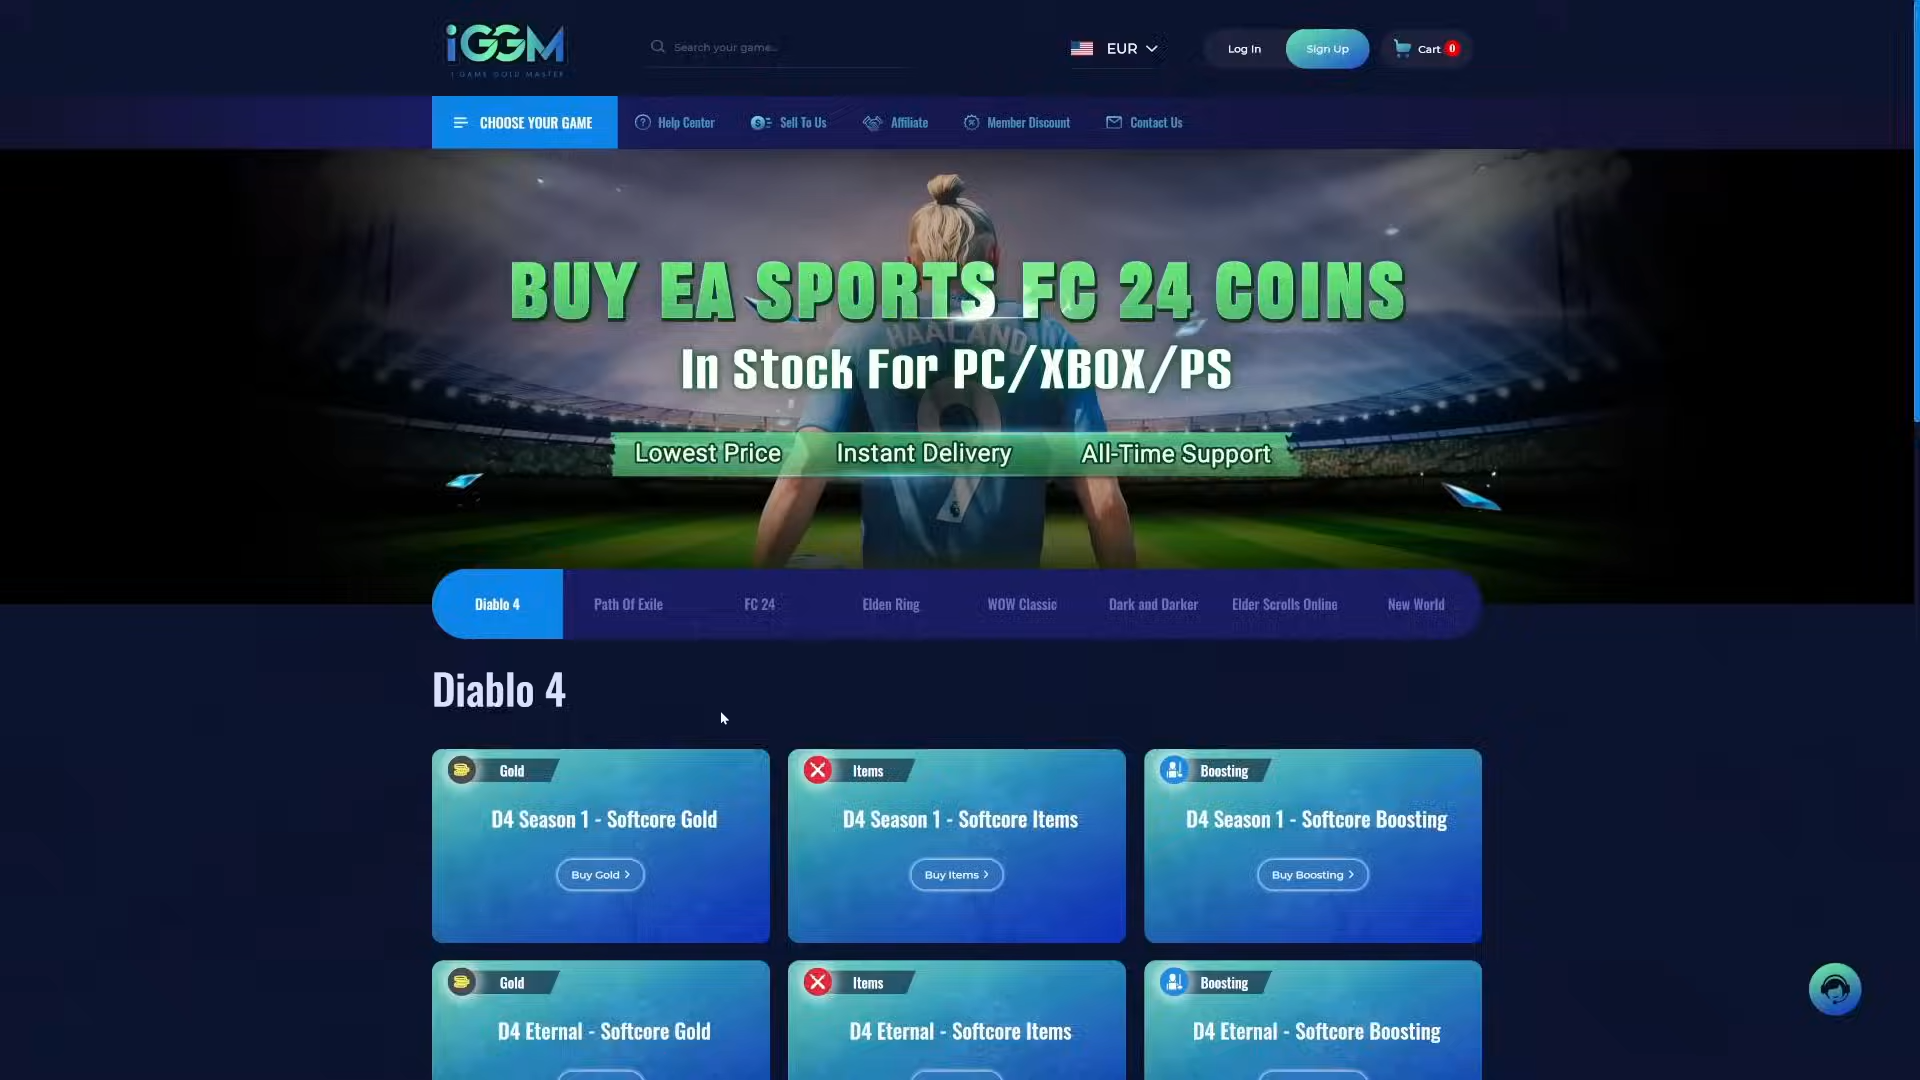 iGGM
I GAME GOLD MASTER
Search your game...
EUR
Log In
Sign Up
Cart 0
CHOOSE YOUR GAME
Help Center
Sell To Us
Affiliate
Member Discount
Contact Us
BUY EA SPORTS FC 24 COINS
HAALAND
9
In Stock For PC/XBOX/PS
Lowest Price Instant Delivery All-Time Support
Diablo 4
Path Of Exile
FC 24
Elden Ring
WOW Classic
Dark and Darker
Elder Scrolls Online
New World
Diablo 4
Gold
D4 Season 1 - Softcore Gold
Buy Gold >
Items
D4 Season 1 - Softcore Items
Buy Items >
Boosting
D4 Season 1 - Softcore Boosting
Buy Boosting >
Gold
D4 Eternal - Softcore Gold
Items
D4 Eternal - Softcore Items
Boosting
D4 Eternal - Softcore Boosting